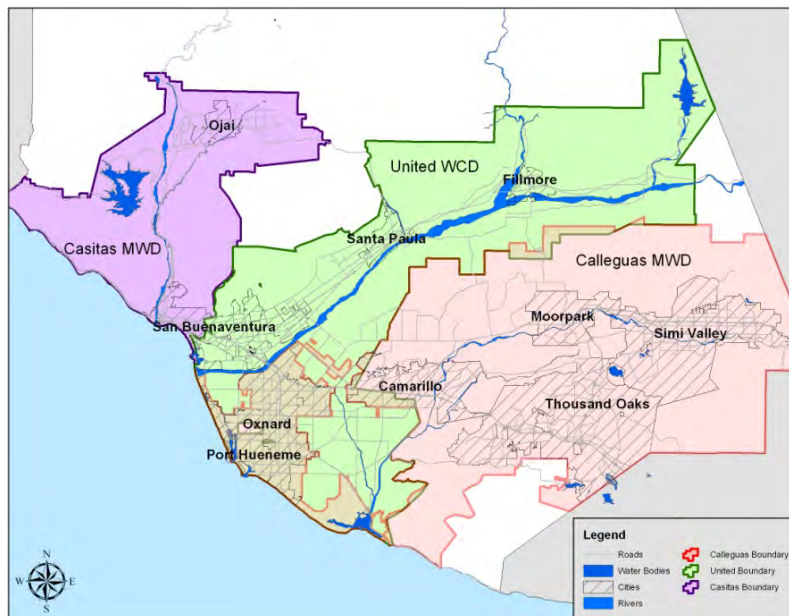 Ojai
United WCD
Fillmore
Santa Paula
Casitas MWD
Calleguas MWD
San Buenaventura
Moorpark
Simi Valley
Camarillo
Thousand Oaks
Oxnard
Port Hueneme
N
W E
S
Legend
Roads
Water Bodies
Cities
Rivers
Calleguas Boundary
United Boundary
Casitas Boundary